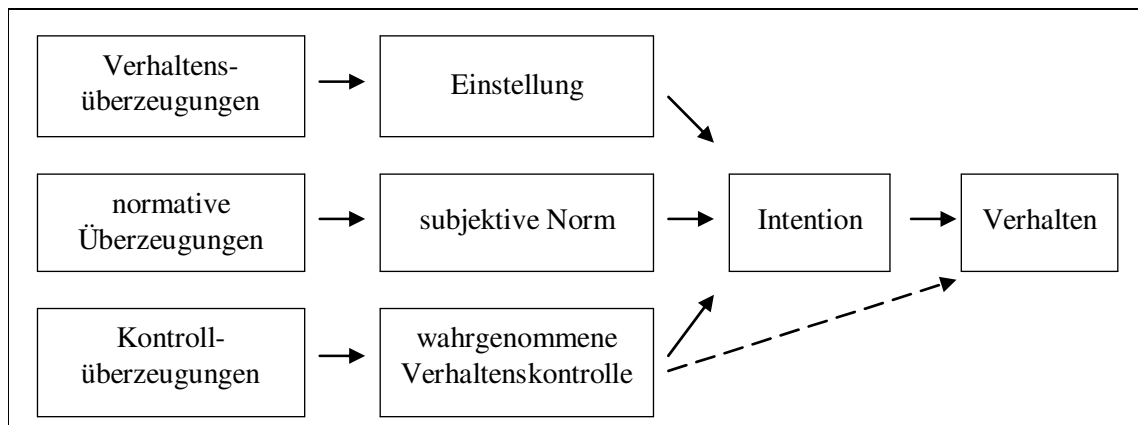 Verhaltens-
überzeugungen
Einstellung
normative
Überzeugungen
subjektive Norm
Intention
Verhalten
Kontroll-
überzeugungen
wahrgenommene
Verhaltenskontrolle